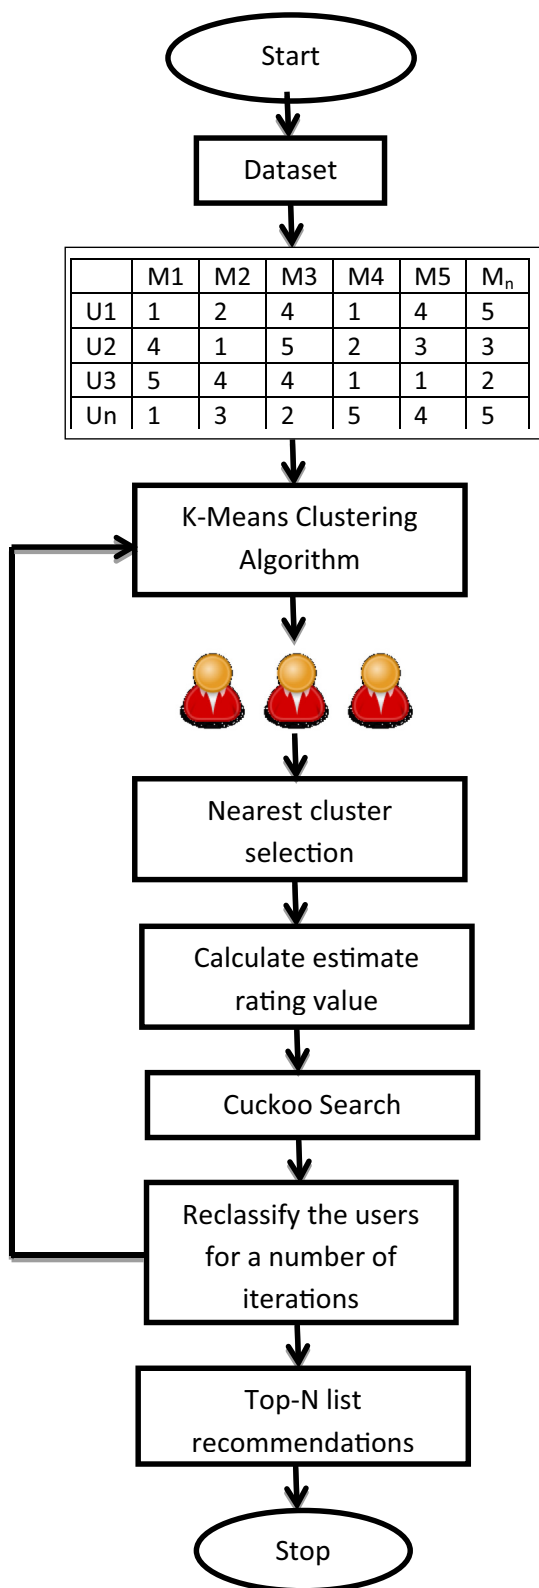 Start
Dataset
M1 M2 M3 M4 M5 Mn
U1 1 2 4 1 4 5
U2 4 1 5 2 3 3
U3 5 4 4 1 1 2
Un 1 3 2 5 4 5
K-Means Clustering
Algorithm
Nearest cluster
selection
Calculate estimate
rating value
Cuckoo Search
Reclassify the users
for a number of
iterations
Top-N list
recommendations
Stop